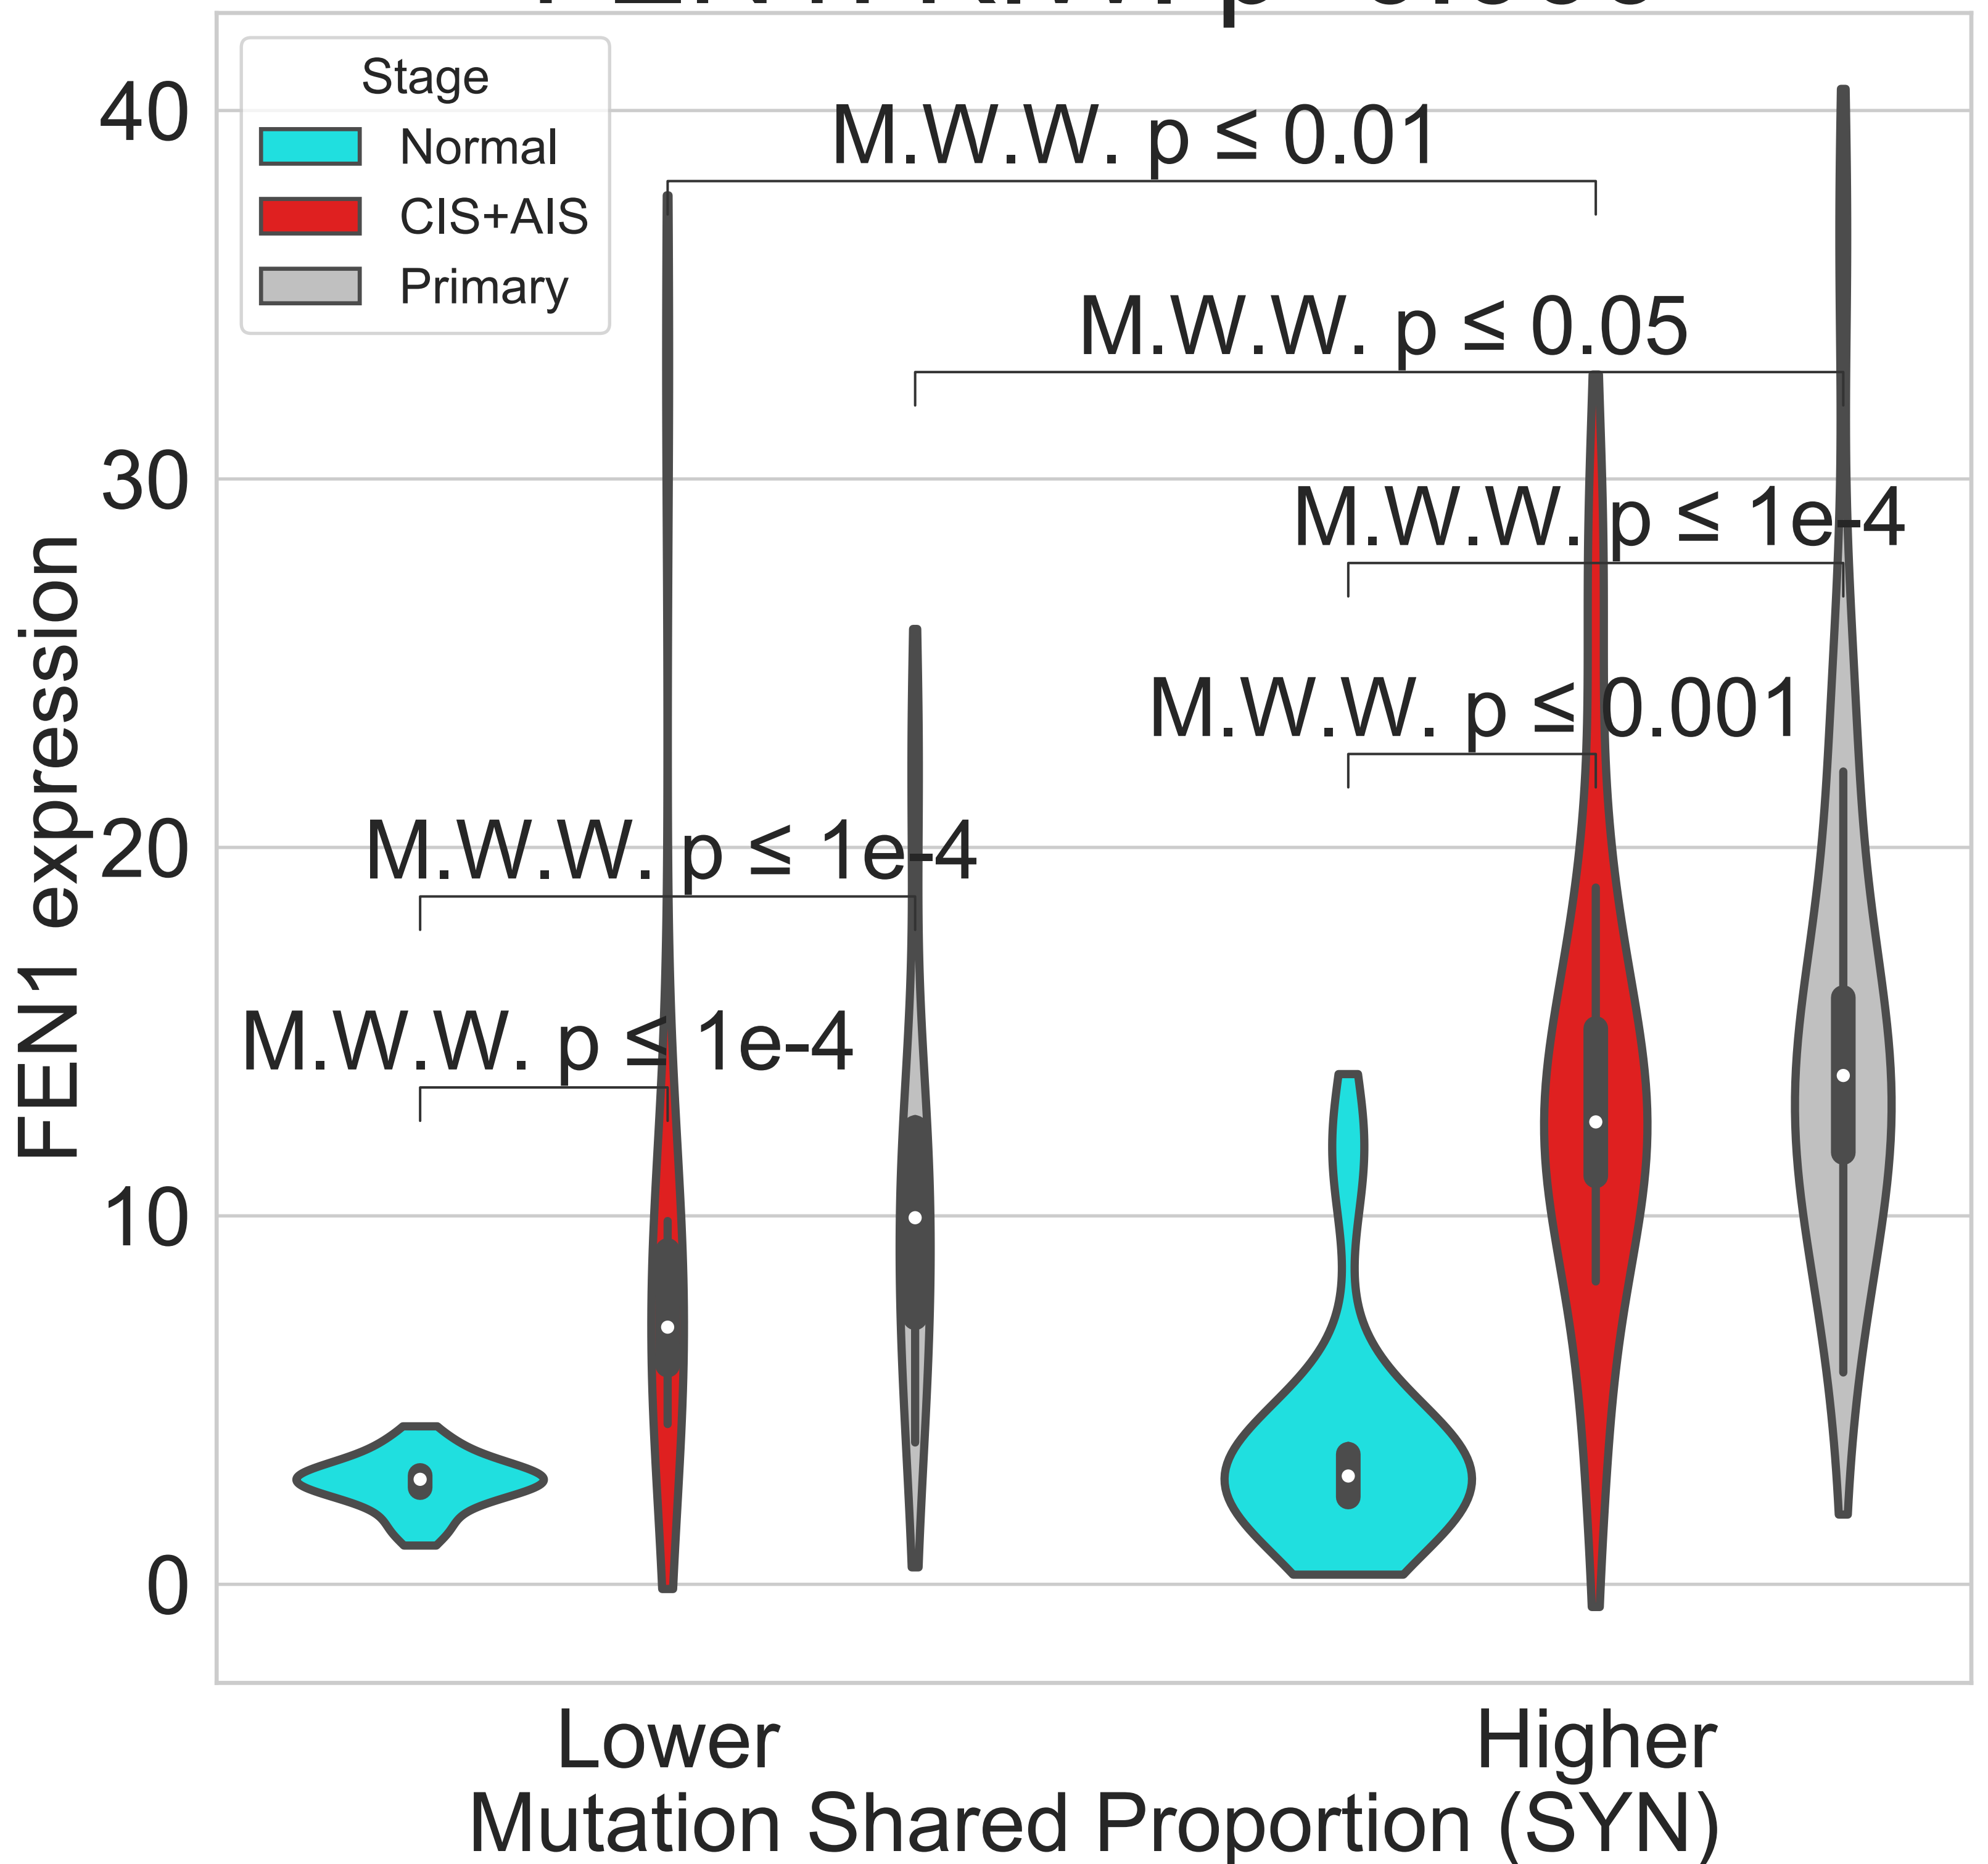 Stage
Normal
CIS+AIS
Primary
M.W.W. p ≤ 0.01
M.W.W. p ≤ 0.05
M.W.W. p ≤ 1e-4
M.W.W. p ≤ 0.001
M.W.W. p ≤ 1e-4
M.W.W. p ≤ 1e-4
40
30
20
10
0
FEN1 expression
Lower
Higher
Mutation Shared Proportion (SYN)